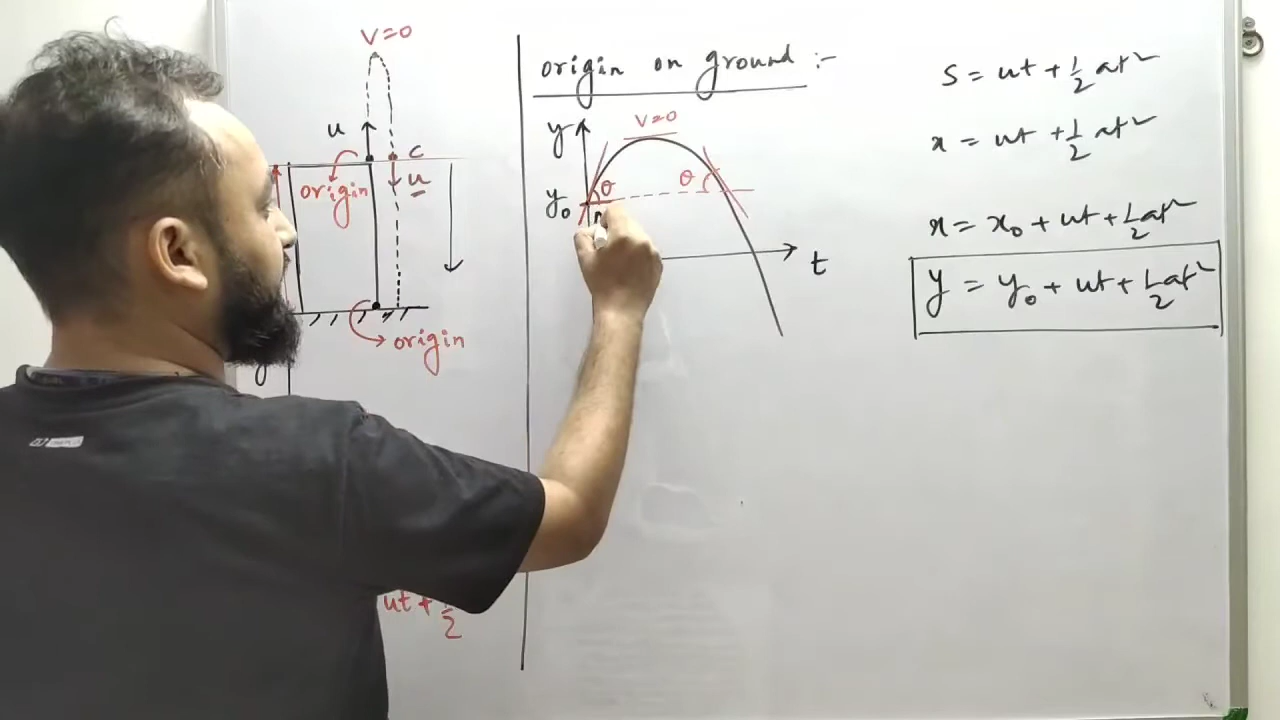 V=0
u
c
origin
u
origin
ut + 1/2
origin on ground :-
y
V=0
θ
θ
y₀
t
S = ut + 1/2 at²
x = ut + 1/2 at²
x = x₀ + ut + 1/2 at²
y = y₀ + ut + 1/2 at²